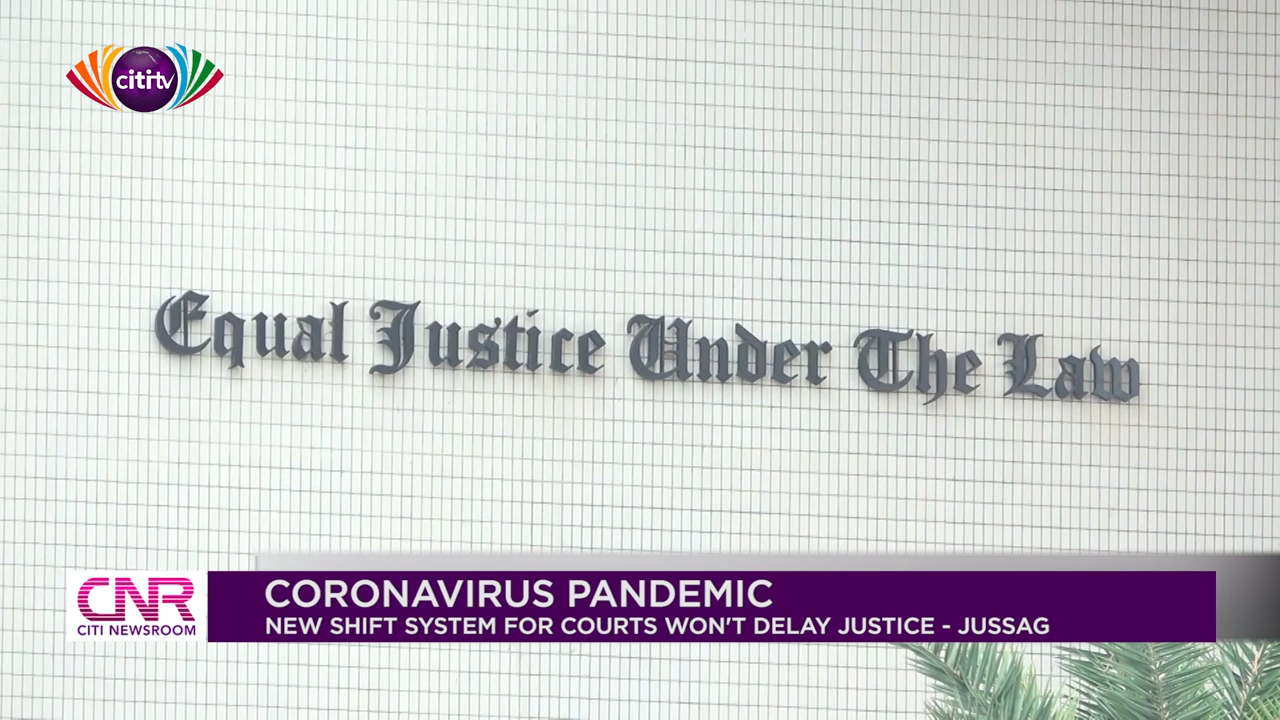 citi tv
Equal Justice Under The Law
CNR
CITI NEWSROOM
CORONAVIRUS PANDEMIC
NEW SHIFT SYSTEM FOR COURTS WON'T DELAY JUSTICE - JUSSAG